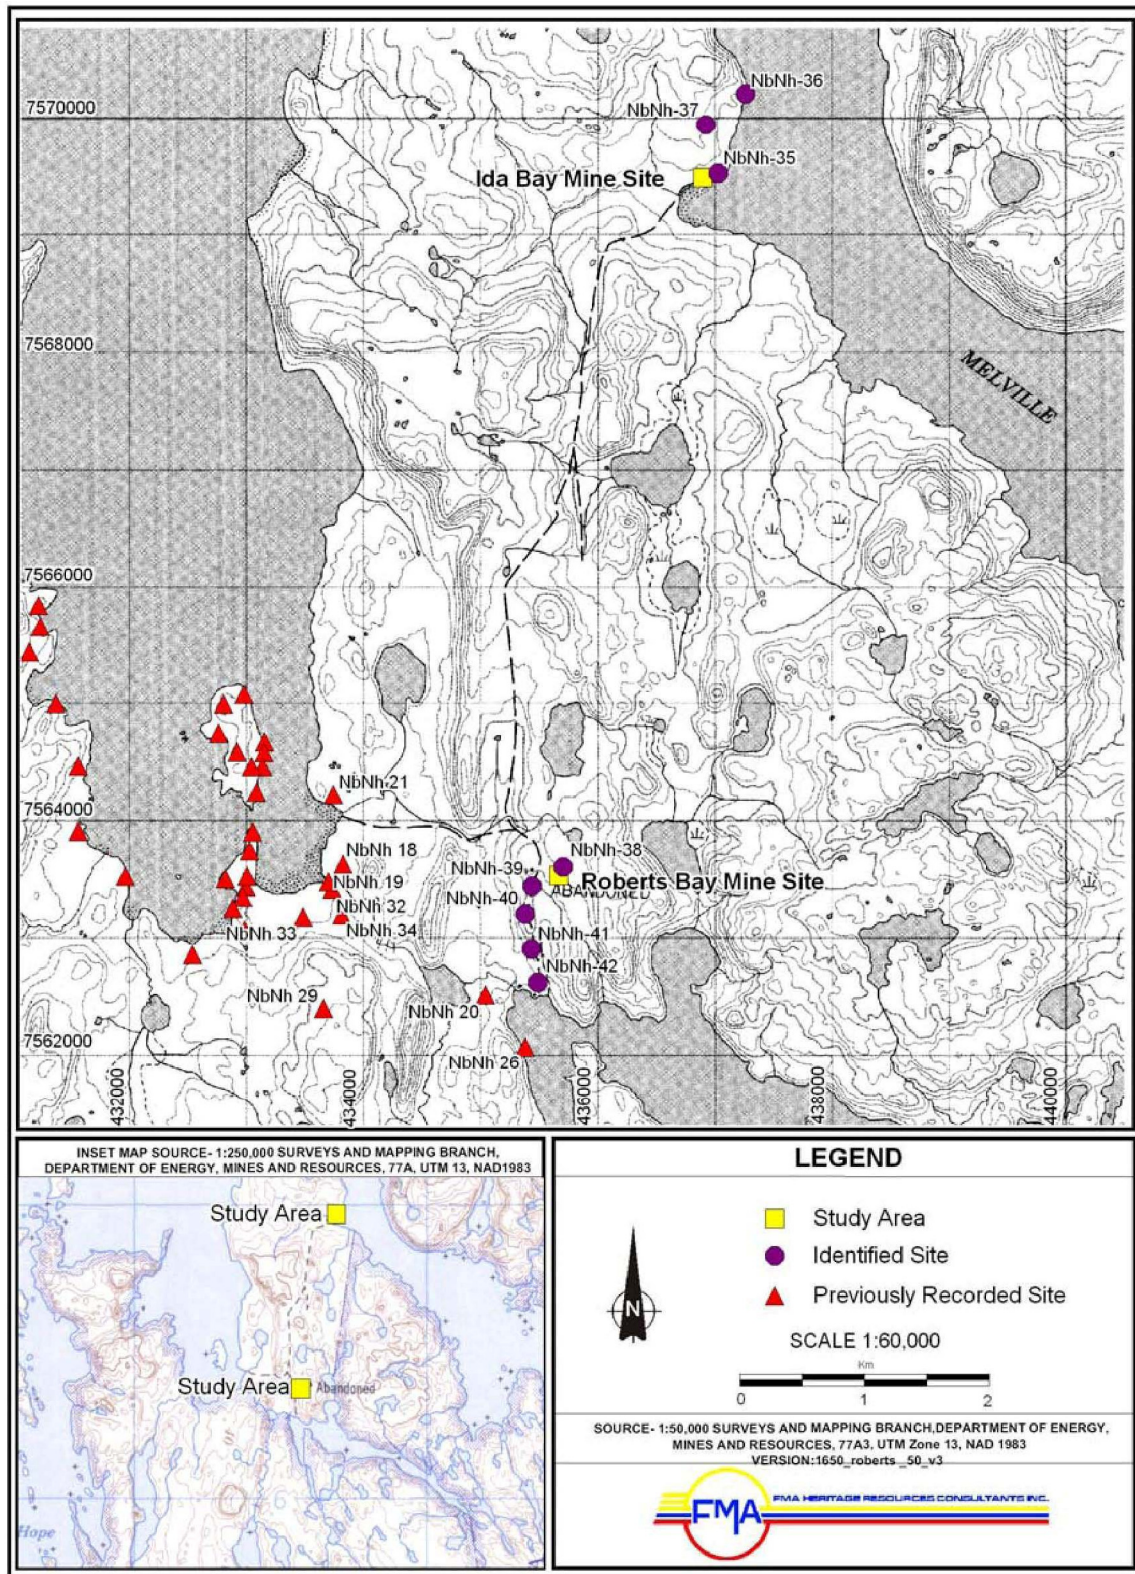 NbNh-36
7570000
NbNh-37
NbNh-35
Ida Bay Mine Site
7568000
MELVILLE
7566000
NbNh-21
7564000
NbNh 18
NbNh-38
NbNh-39
NbNh 19
Roberts Bay Mine Site
ABANDONED
NbNh-40
NbNh 32
NbNh 33
NbNh 34
NbNh-41
NbNh-42
NbNh 29
NbNh 20
7562000
NbNh 26
432000
434000
436000
438000
440000
INSET MAP SOURCE- 1:250,000 SURVEYS AND MAPPING BRANCH,
DEPARTMENT OF ENERGY, MINES AND RESOURCES, 77A, UTM 13, NAD1983
Study Area
Study Area
Abandoned
Hope
LEGEND
Study Area
Identified Site
Previously Recorded Site
N
SCALE 1:60,000
Km
0 1 2
SOURCE- 1:50,000 SURVEYS AND MAPPING BRANCH,DEPARTMENT OF ENERGY,
MINES AND RESOURCES, 77A3, UTM Zone 13, NAD 1983
VERSION:1650_roberts_50_v3
FMA
FMA HERITAGE RESOURCES CONSULTANTS INC.